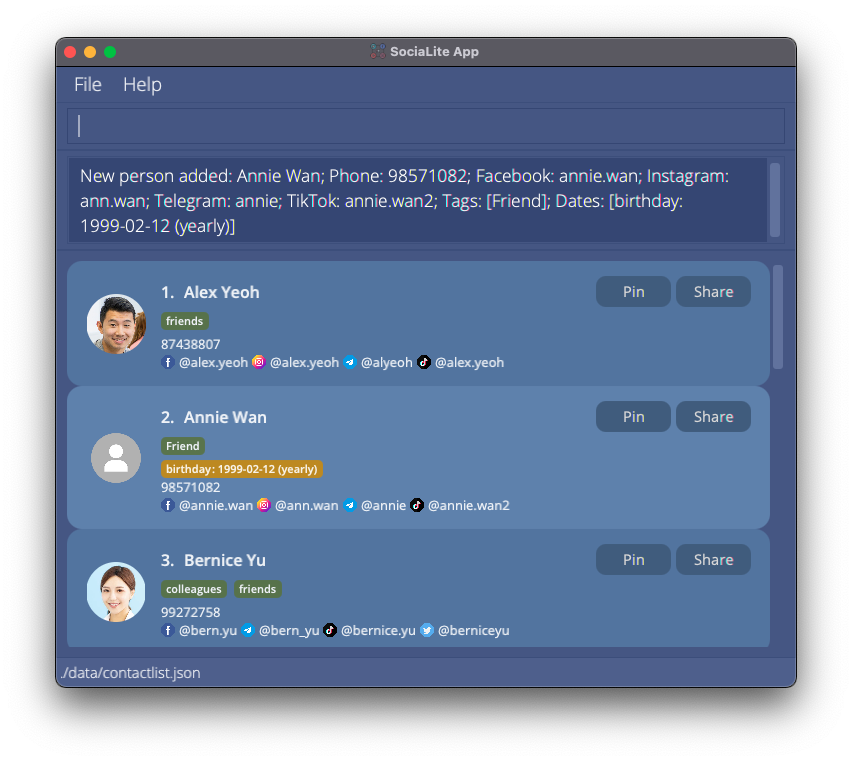 SociaLite App
File Help
New person added: Annie Wan; Phone: 98571082; Facebook: annie.wan; Instagram:
ann.wan; Telegram: annie; TikTok: annie.wan2; Tags: [Friend]; Dates: [birthday:
1999-02-12 (yearly)]
1. Alex Yeoh Pin Share
friends
87438807
@alex.yeoh @alex.yeoh @alyeoh @alex.yeoh
2. Annie Wan Pin Share
Friend
birthday: 1999-02-12 (yearly)
98571082
@annie.wan @ann.wan @annie @annie.wan2
3. Bernice Yu Pin Share
colleagues friends
99272758
@bern.yu @bern_yu @bernice.yu @berniceyu
./data/contactlist.json